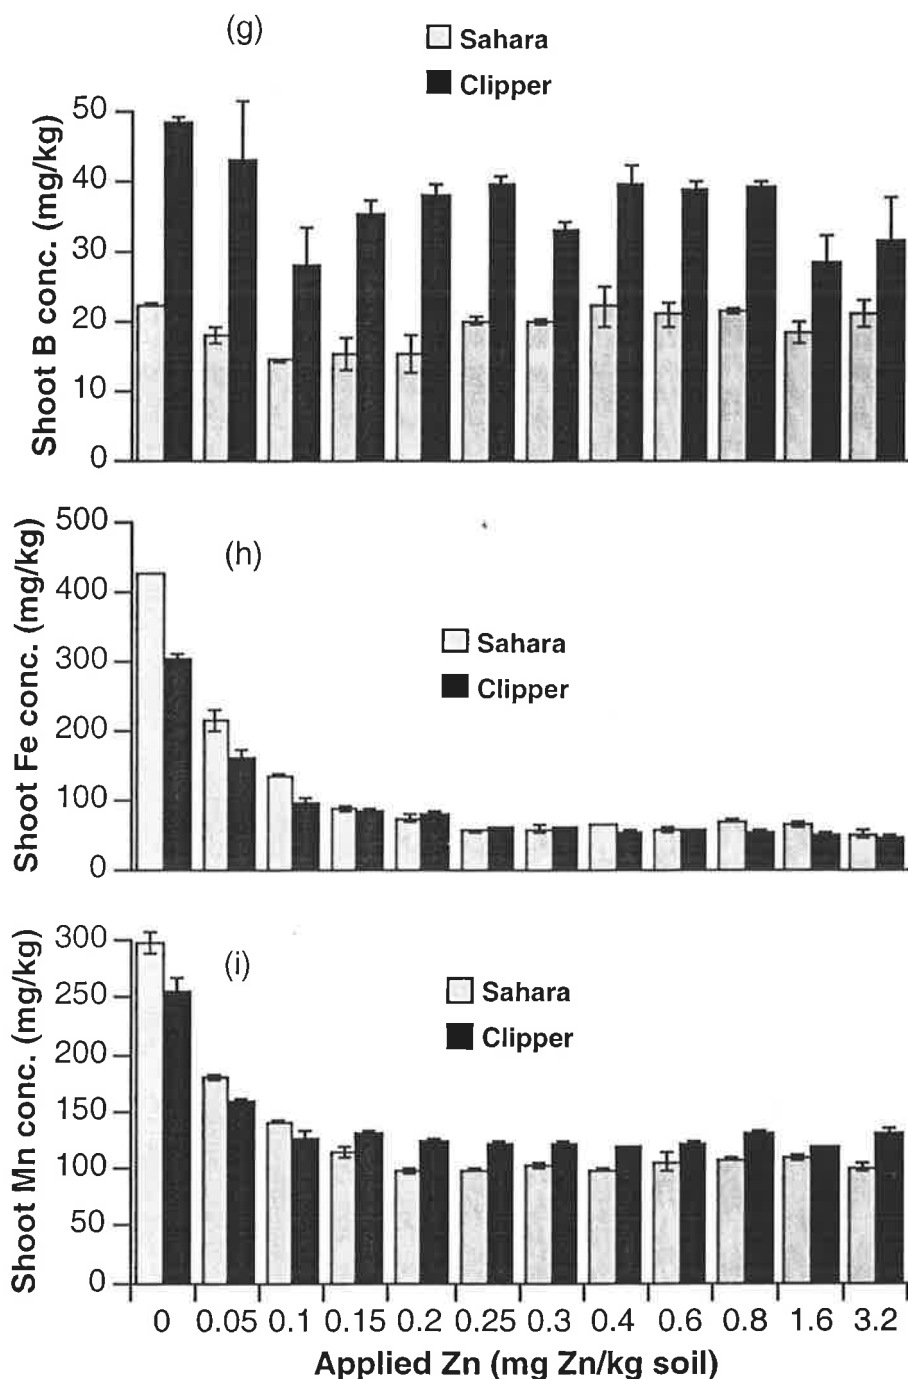 (g)
Sahara
Clipper
Shoot B conc. (mg/kg)
50
40
30
20
10
0
(h)
Sahara
Clipper
Shoot Fe conc. (mg/kg)
500
400
300
200
100
0
(i)
Sahara
Clipper
Shoot Mn conc. (mg/kg)
300
250
200
150
100
50
0
0 0.05 0.1 0.15 0.2 0.25 0.3 0.4 0.6 0.8 1.6 3.2
Applied Zn (mg Zn/kg soil)